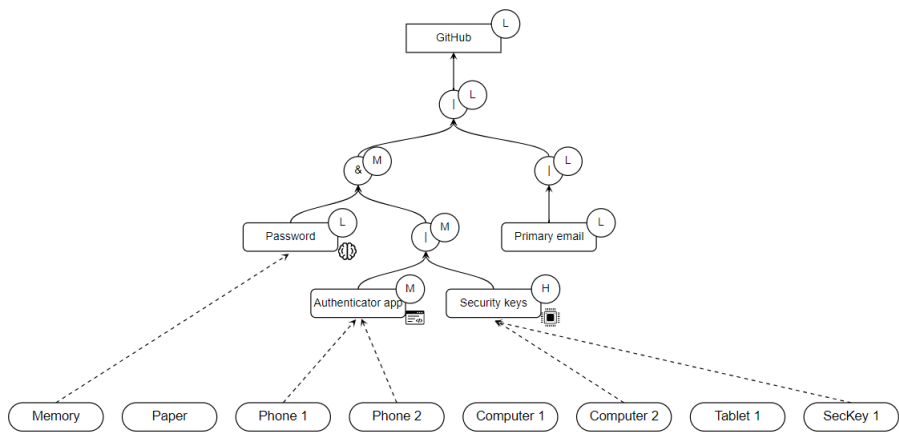 L
GitHub
L
|
M
&
L
|
L
Password
M
|
L
Primary email
M
Authenticator app
H
Security keys
Memory
Paper
Phone 1
Phone 2
Computer 1
Computer 2
Tablet 1
SecKey 1